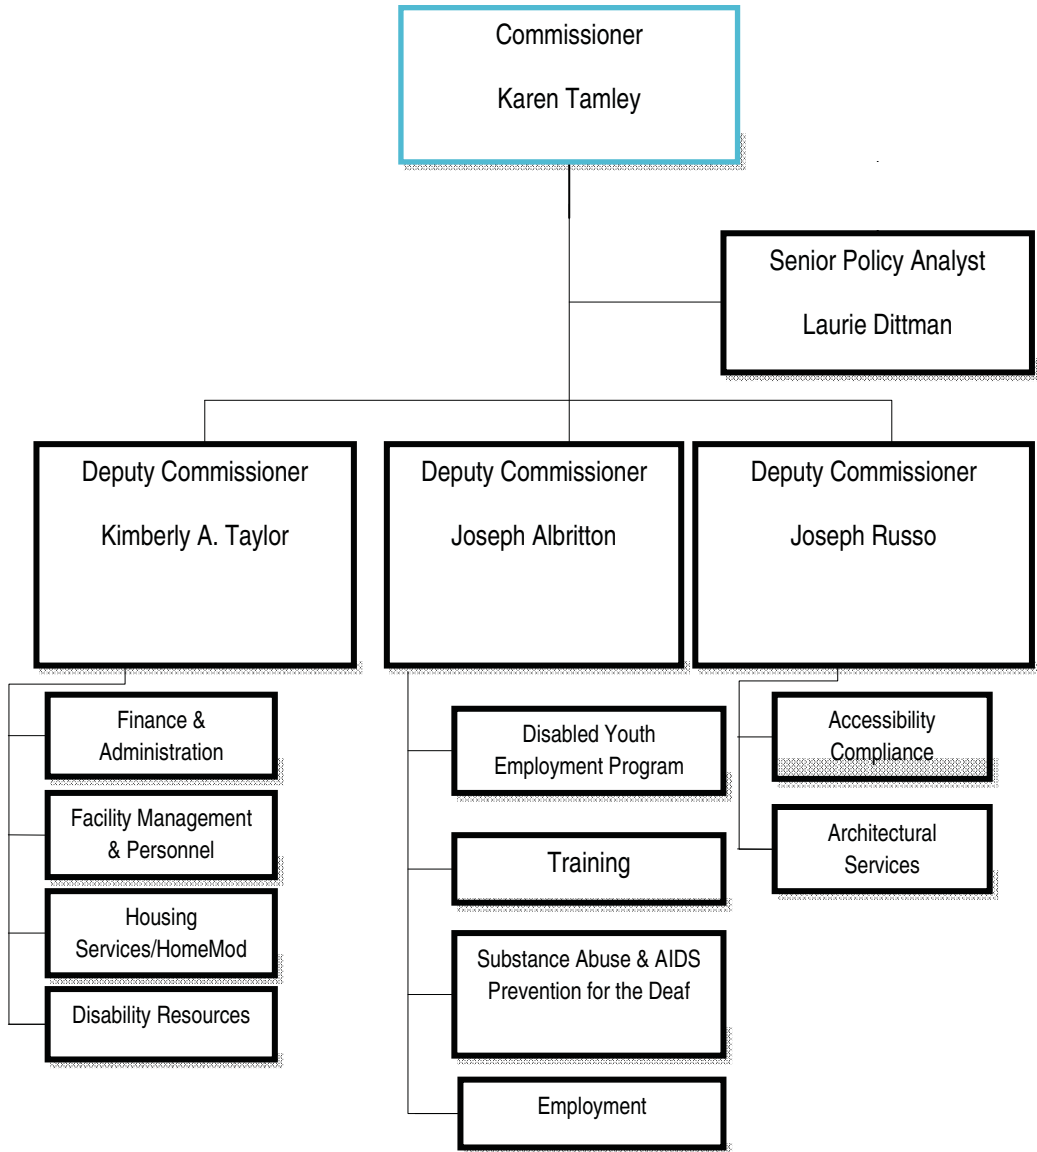 Commissioner
Karen Tamley
Senior Policy Analyst
Laurie Dittman
Deputy Commissioner
Kimberly A. Taylor
Deputy Commissioner
Joseph Albritton
Deputy Commissioner
Joseph Russo
Finance &
Administration
Facility Management
& Personnel
Housing
Services/HomeMod
Disability Resources
Disabled Youth
Employment Program
Training
Substance Abuse & AIDS
Prevention for the Deaf
Employment
Accessibility
Compliance
Architectural
Services